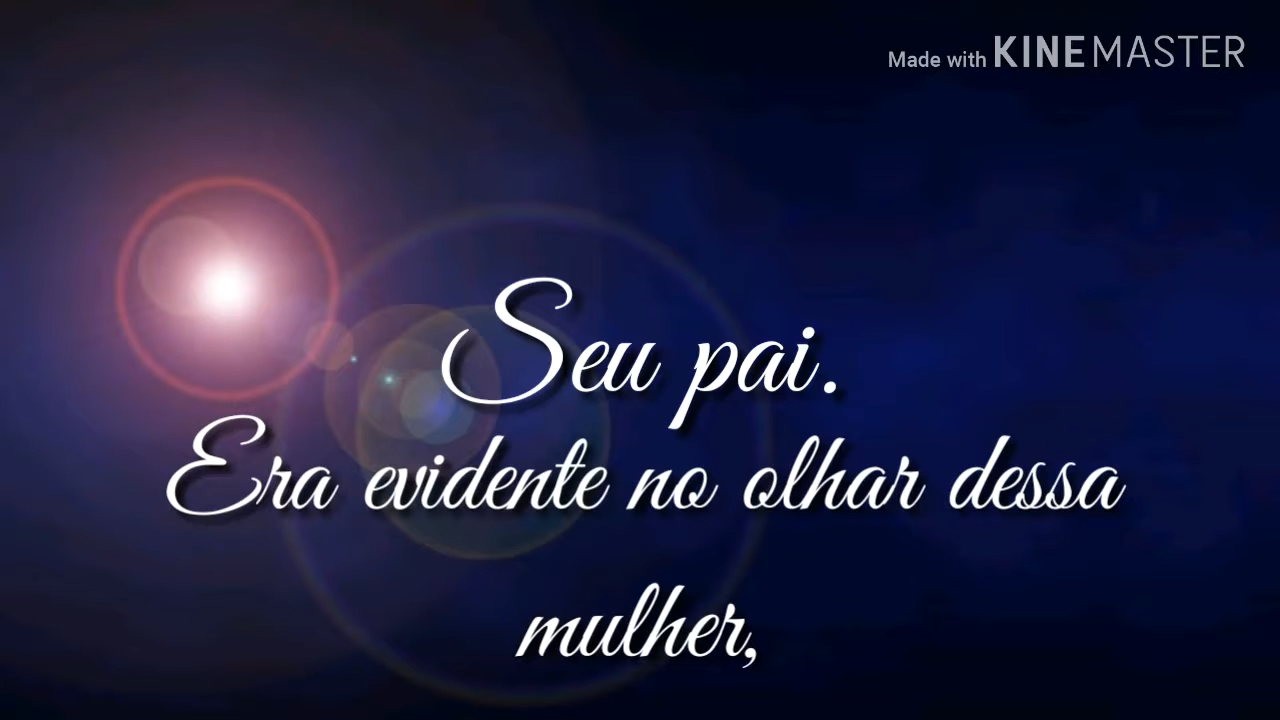 Made with KINEMASTER
Seu pai.
Era evidente no olhar dessa
mulher,